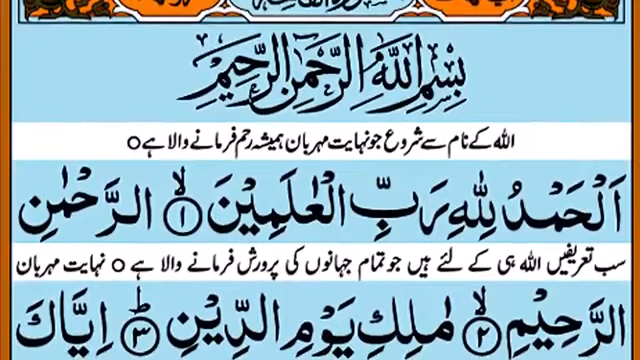 بِسْمِ اللّٰهِ الرَّحْمٰنِ الرَّحِيْمِ
اللہ کے نام سے شروع جو نہایت مہربان ہمیشہ رحم فرمانے والا ہے ○
اَلْحَمْدُ لِلّٰهِ رَبِّ الْعٰلَمِيْنَ ۙ﴿۱﴾ الرَّحْمٰنِ
سب تعریفیں اللہ ہی کے لئے ہیں جو تمام جہانوں کی پرورش فرمانے والا ہے ○ نہایت مہربان
الرَّحِيْمِ ۙ﴿۲﴾ مٰلِكِ يَوْمِ الدِّيْنِ ؕ﴿۳﴾ اِيَّاكَ